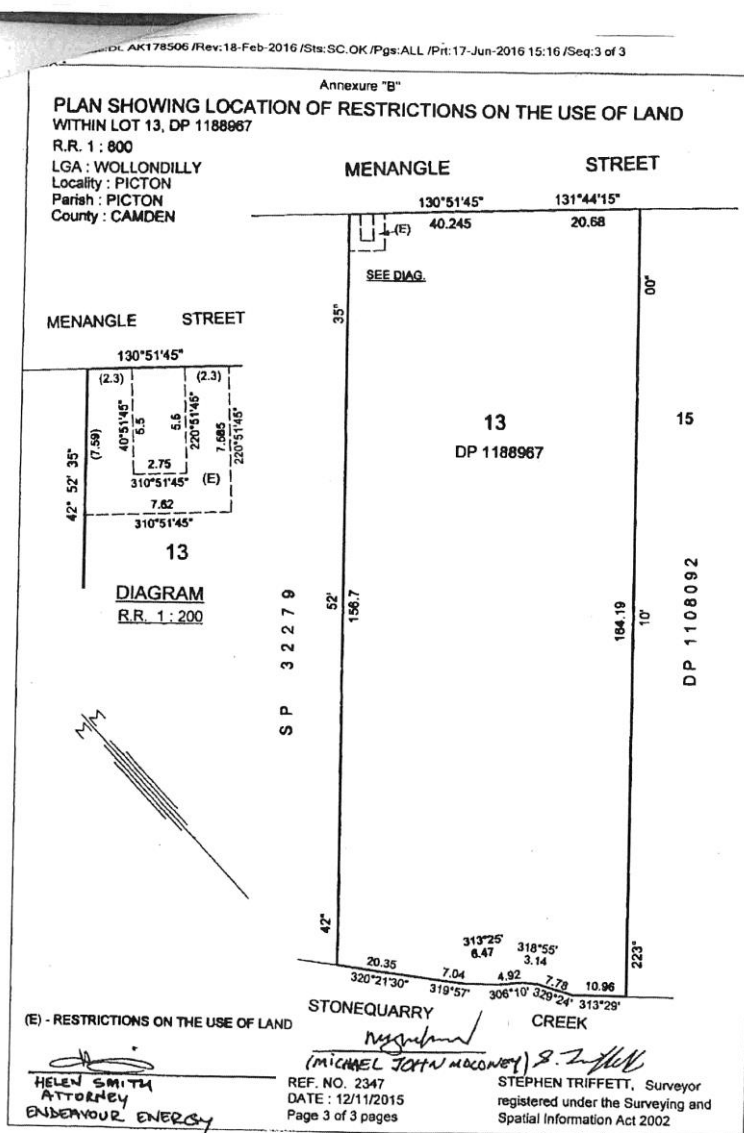 AK178506 /Rev:18-Feb-2016 /Sts:SC.OK /Pgs:ALL /Prt:17-Jun-2016 15:16 /Seq:3 of 3
Annexure "B"
PLAN SHOWING LOCATION OF RESTRICTIONS ON THE USE OF LAND
WITHIN LOT 13, DP 1188967
R.R. 1 : 800
LGA : WOLLONDILLY
Locality : PICTON
Parish : PICTON
County : CAMDEN
MENANGLE STREET
130°51'45" 131°44'15"
40.245 20.68
(E)
SEE DIAG.
35"
00"
MENANGLE STREET
130°51'45"
(2.3) (2.3)
42° 52' 35"
(7.59)
40°51'45"
5.5
5.5
220°51'45"
7.585
220°51'45"
2.75
310°51'45"
(E)
7.62
310°51'45"
13
DIAGRAM
R.R. 1 : 200
13
DP 1188967
15
SP 32279
52'
156.7
164.19
10'
DP 1108092
M
42°
223°
313°25' 318°55'
6.47 3.14
20.35 7.04 4.92 7.78 10.96
320°21'30" 319°57' 306°10' 329°24' 313°29'
STONEQUARRY CREEK
(E) - RESTRICTIONS ON THE USE OF LAND
HELEN SMITH
ATTORNEY
ENDEAVOUR ENERGY
(MICHAEL JOHN MOLONEY)
REF. NO. 2347
DATE : 12/11/2015
Page 3 of 3 pages
STEPHEN TRIFFETT, Surveyor
registered under the Surveying and
Spatial Information Act 2002